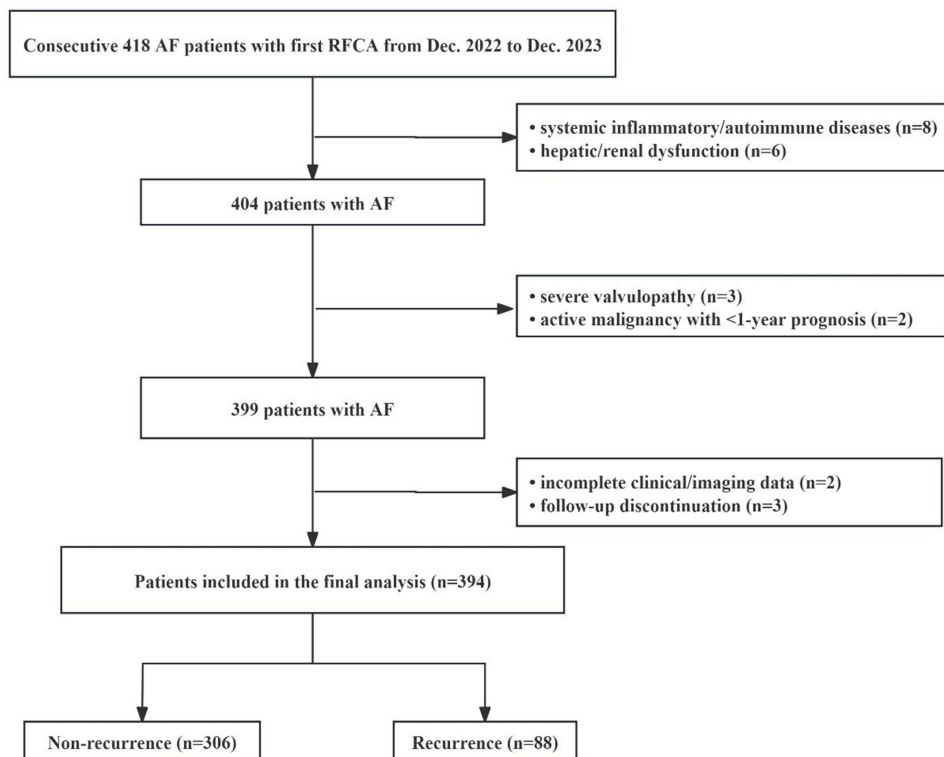 Consecutive 418 AF patients with first RFCA from Dec. 2022 to Dec. 2023
• systemic inflammatory/autoimmune diseases (n=8)
• hepatic/renal dysfunction (n=6)
404 patients with AF
• severe valvulopathy (n=3)
• active malignancy with <1-year prognosis (n=2)
399 patients with AF
• incomplete clinical/imaging data (n=2)
• follow-up discontinuation (n=3)
Patients included in the final analysis (n=394)
Non-recurrence (n=306)
Recurrence (n=88)